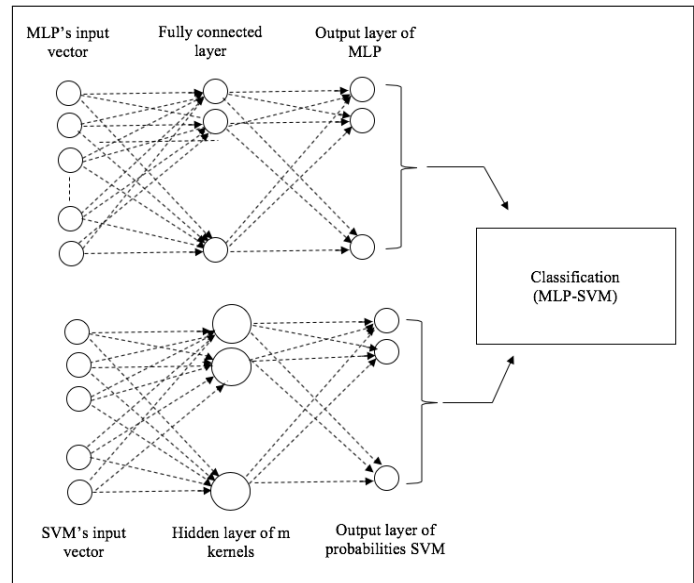 MLP's input
vector
Fully connected
layer
Output layer of
MLP
Classification
(MLP-SVM)
SVM's input
vector
Hidden layer of m
kernels
Output layer of
probabilities SVM